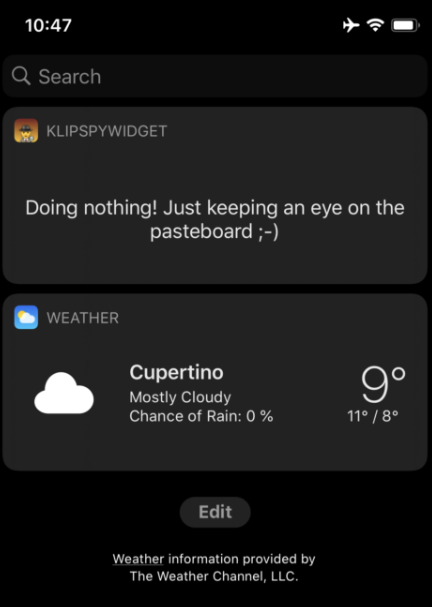 10:47
Search
KLIPSPYWIDGET
Doing nothing! Just keeping an eye on the
pasteboard ;-)
WEATHER
Cupertino
9°
Mostly Cloudy
Chance of Rain: 0 %
11° / 8°
Edit
Weather information provided by
The Weather Channel, LLC.